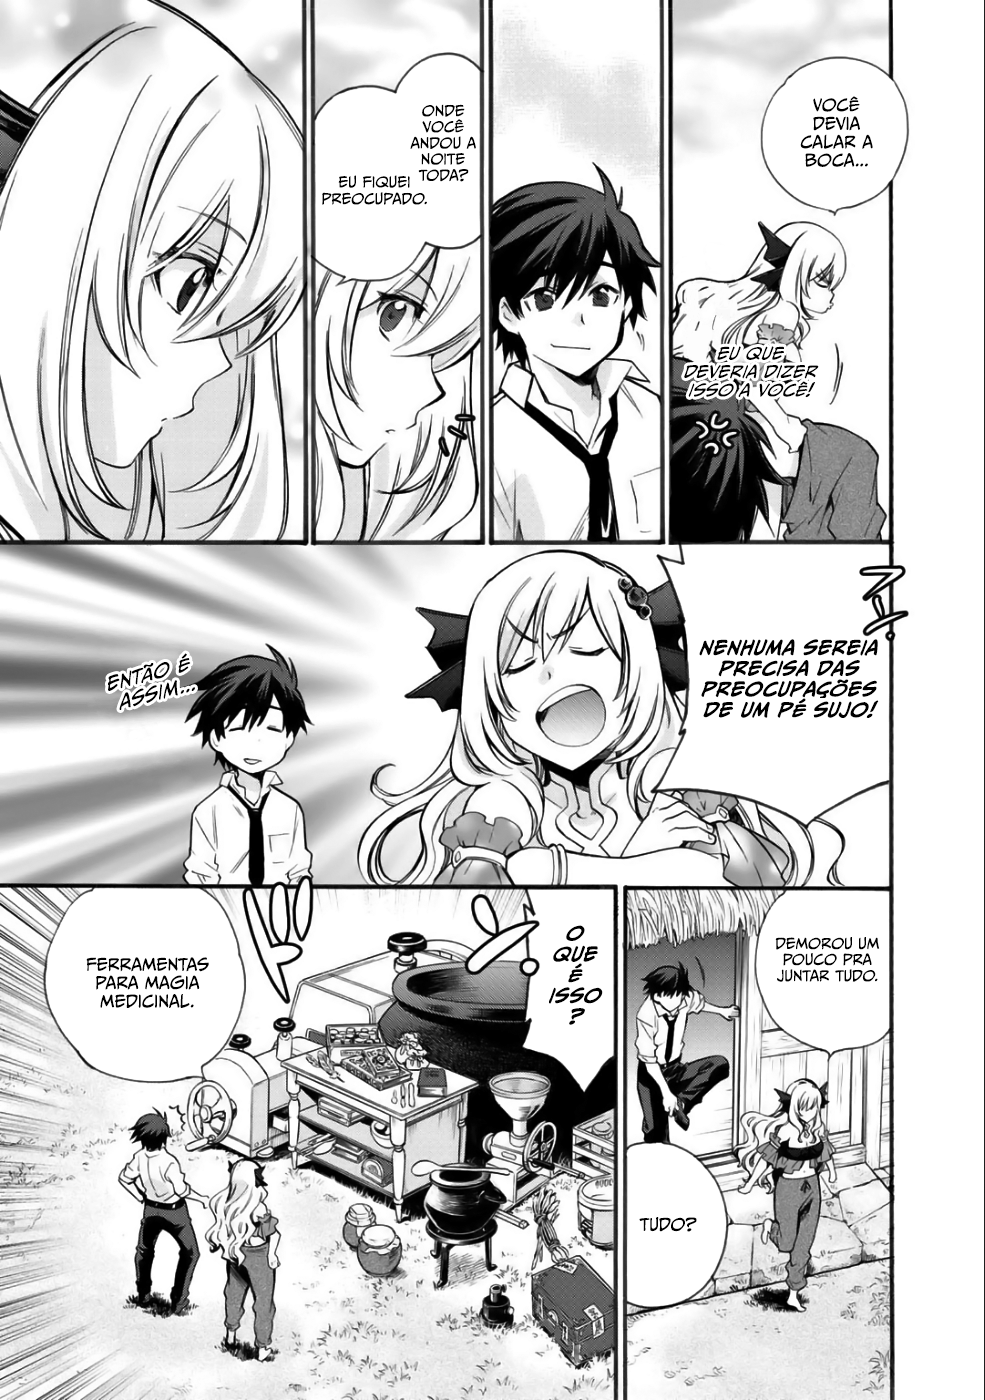 VOCÊ
DEVIA
CALAR A
BOCA...
EU QUE
DEVERIA DIZER
ISSO A VOCÊ!
ONDE
VOCÊ
ANDOU A
NOITE
TODA?
EU FIQUEI
PREOCUPADO.
NENHUMA SEREIA
PRECISA DAS
PREOCUPAÇÕES
DE UM PÉ SUJO!
ENTÃO É
ASSIM...
DEMOROU UM
POUCO PRA
JUNTAR TUDO.
TUDO?
O
QUE
É
ISSO
?
FERRAMENTAS
PARA MAGIA
MEDICINAL.